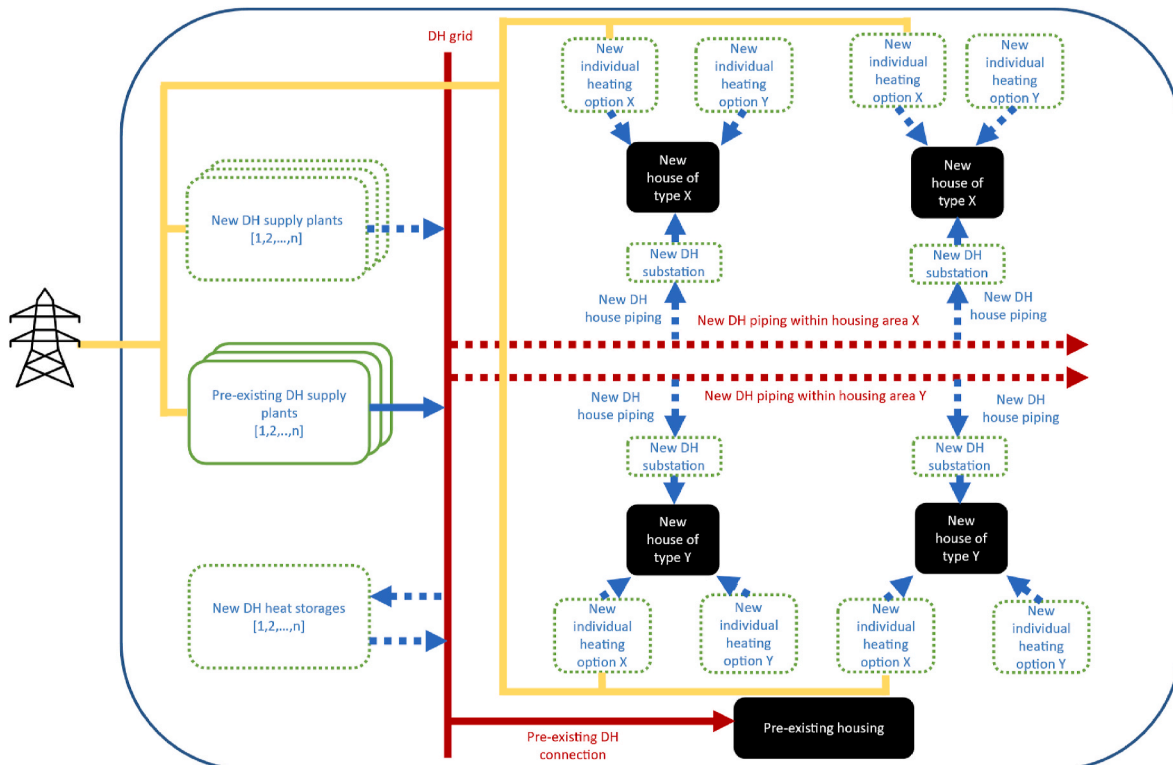 DH grid
New
individual
heating
option X
New
individual
heating
option Y
New
individual
heating
option X
New
individual
heating
option Y
New
house of
type X
New
house of
type X
New DH supply plants
[1,2,...,n]
New DH
substation
New DH
substation
New DH
house piping
New DH
house piping
New DH piping within housing area X
Pre-existing DH supply
plants
[1,2,..,n]
New DH piping within housing area Y
New DH
house piping
New DH
house piping
New DH
substation
New DH
substation
New
house of
type Y
New
house of
type Y
New DH heat storages
[1,2,...,n]
New
individual
heating
option X
New
individual
heating
option Y
New
individual
heating
option X
New
individual
heating
option Y
Pre-existing DH
connection
Pre-existing housing